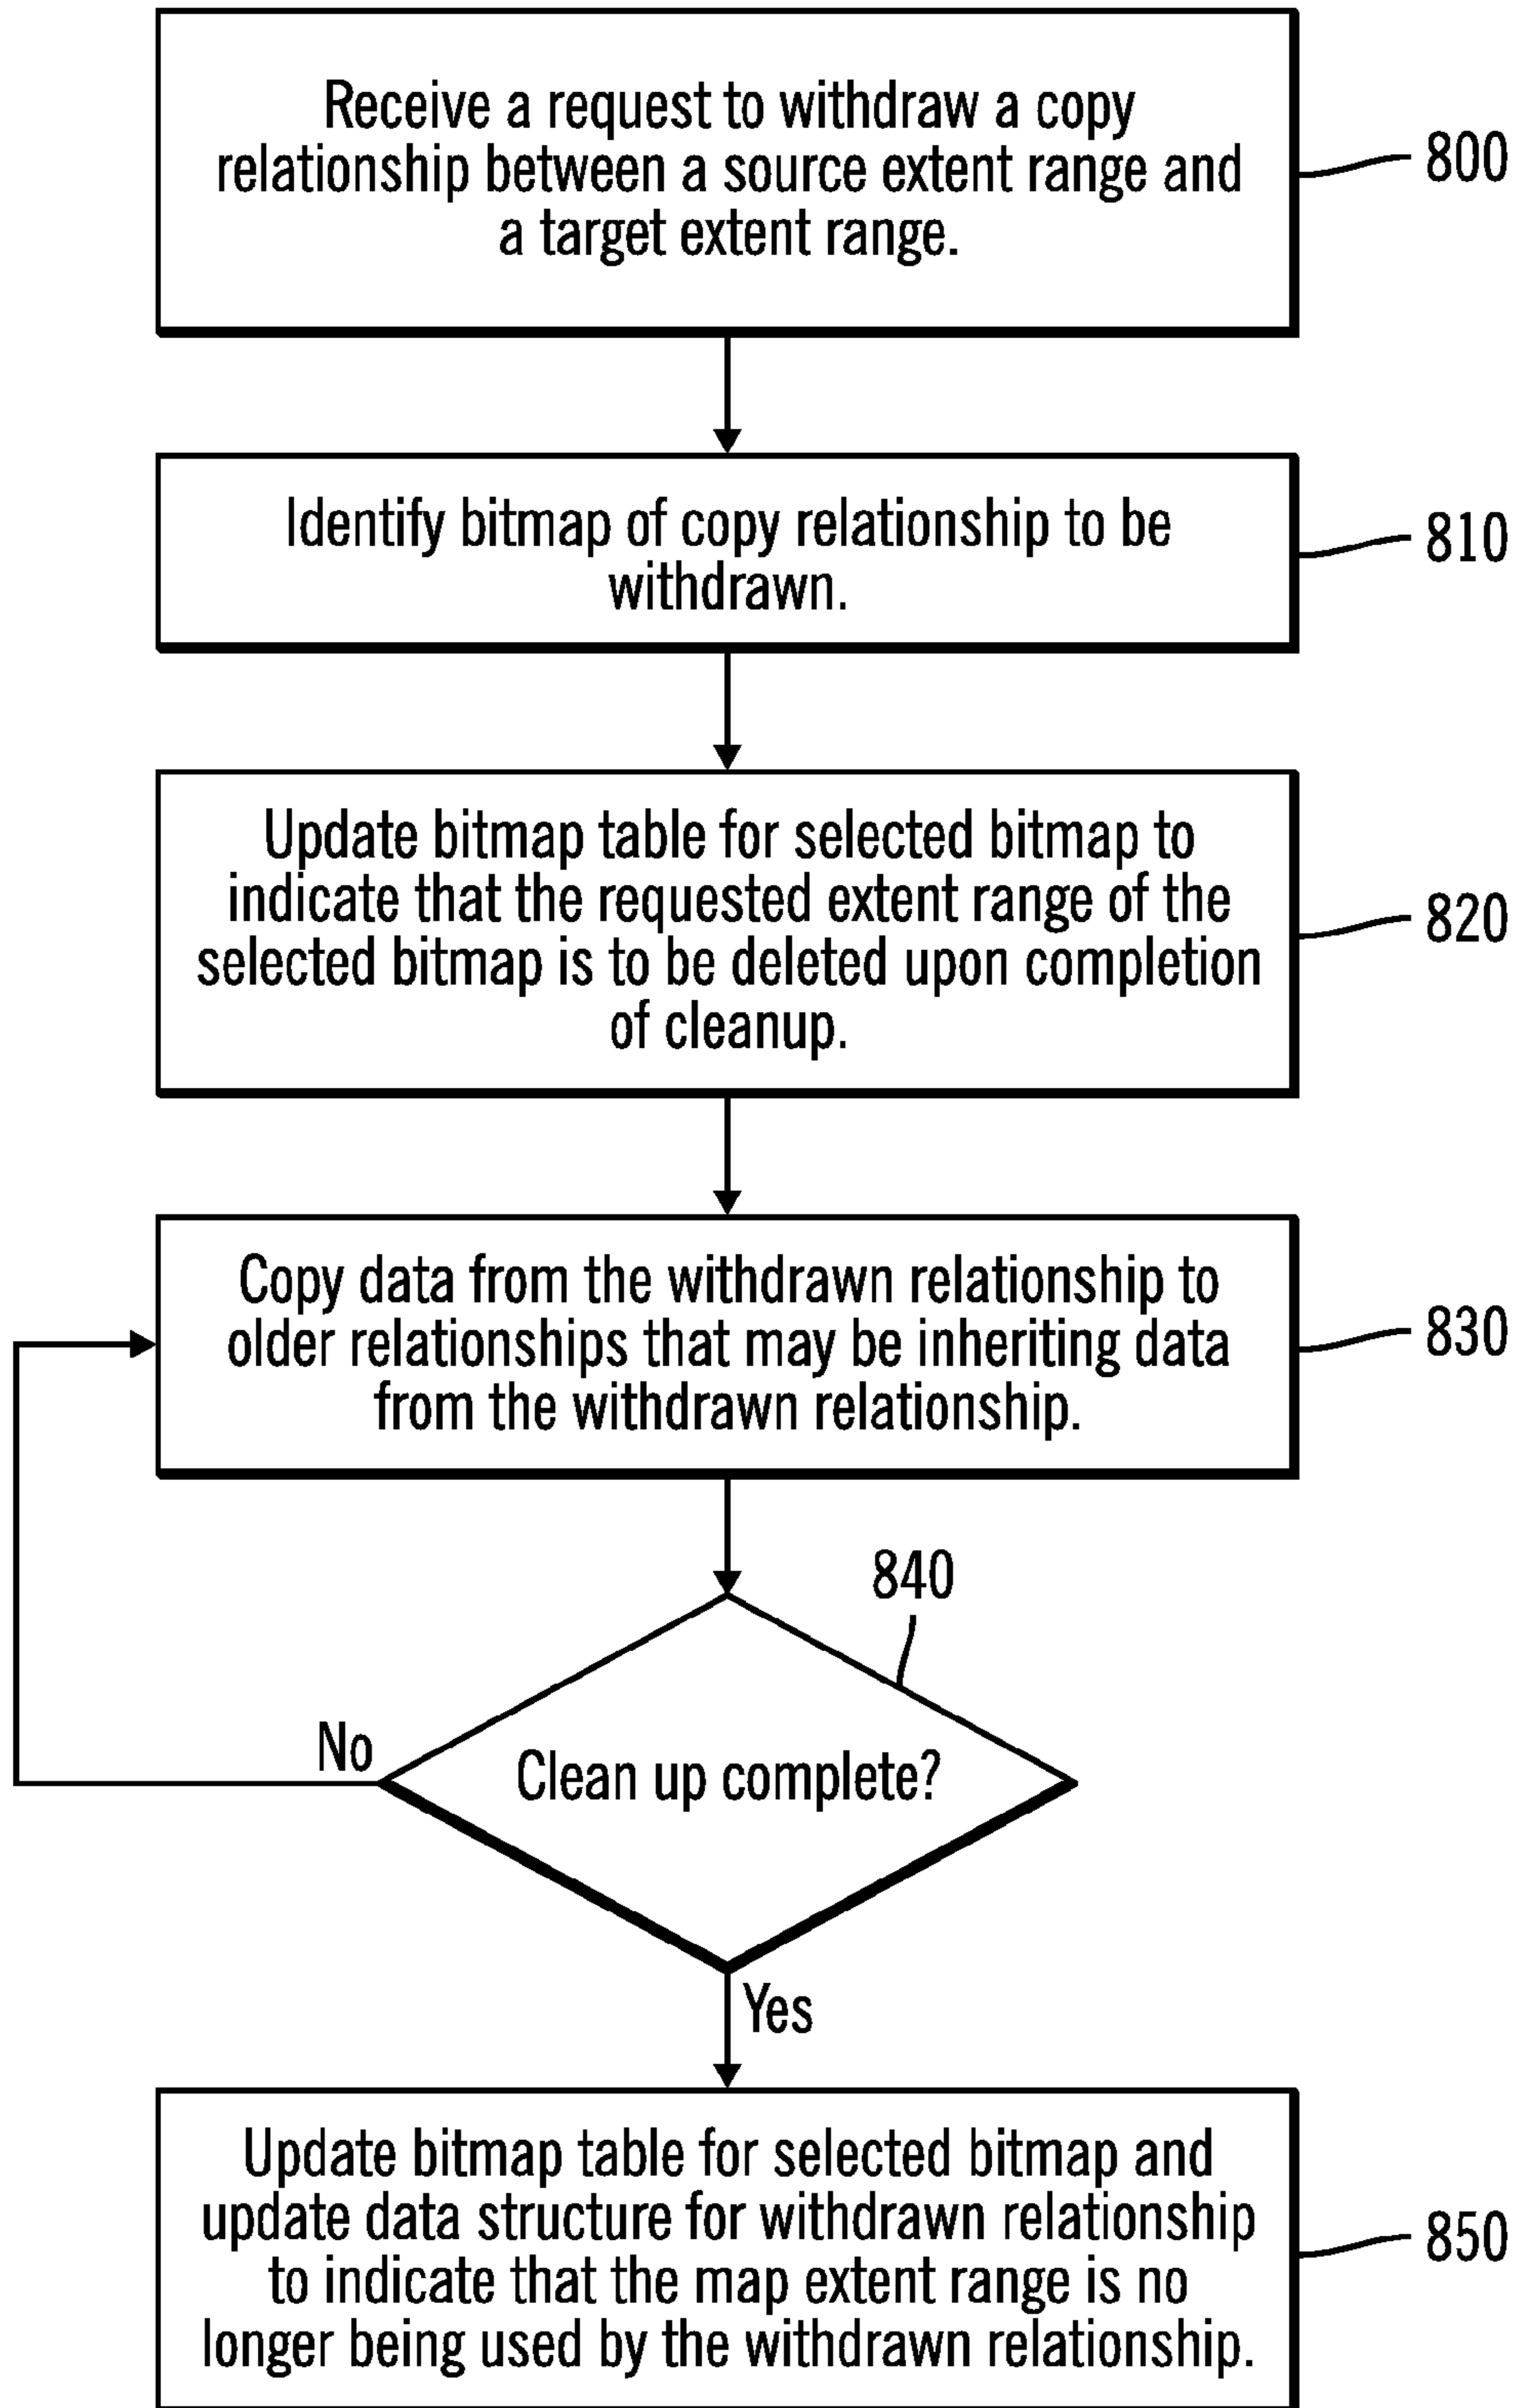 Receive a request to withdraw a copy
relationship between a source extent range and
a target extent range.
800
Identify bitmap of copy relationship to be
withdrawn.
810
Update bitmap table for selected bitmap to
indicate that the requested extent range of the
selected bitmap is to be deleted upon completion
of cleanup.
820
Copy data from the withdrawn relationship to
older relationships that may be inheriting data
from the withdrawn relationship.
830
840
No
Clean up complete?
Yes
Update bitmap table for selected bitmap and
update data structure for withdrawn relationship
to indicate that the map extent range is no
longer being used by the withdrawn relationship.
850